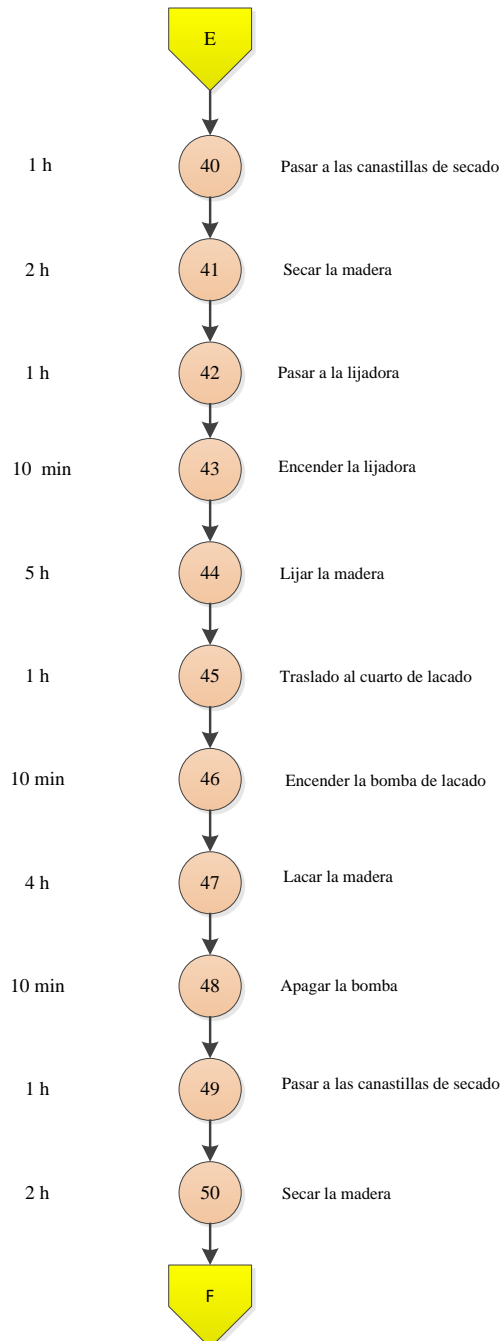 E
1 h 40 Pasar a las canastillas de secado
2 h 41 Secar la madera
1 h 42 Pasar a la lijadora
10 min 43 Encender la lijadora
5 h 44 Lijar la madera
1 h 45 Traslado al cuarto de lacado
10 min 46 Encender la bomba de lacado
4 h 47 Lacar la madera
10 min 48 Apagar la bomba
1 h 49 Pasar a las canastillas de secado
2 h 50 Secar la madera
F